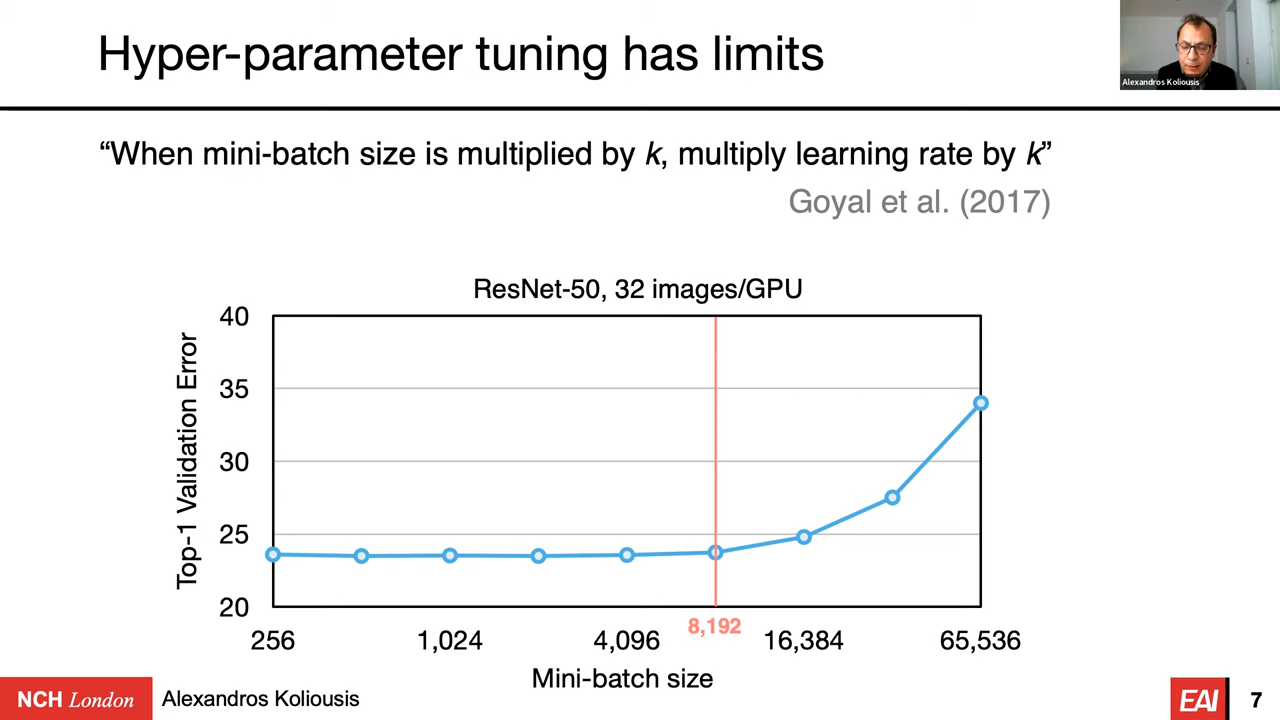 Hyper-parameter tuning has limits
Alexandros Koliousis
“When mini-batch size is multiplied by k, multiply learning rate by k”
Goyal et al. (2017)
ResNet-50, 32 images/GPU
Top-1 Validation Error
40
35
30
25
20
256
1,024
4,096
8,192
16,384
65,536
Mini-batch size
NCH London
Alexandros Koliousis
EAI
7